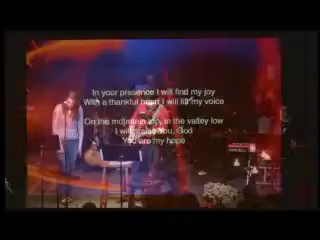 In your presence I will find my joy
With a thankful heart I will lift my voice
On the mountain top, in the valley low
I will praise You, God
You are my hope